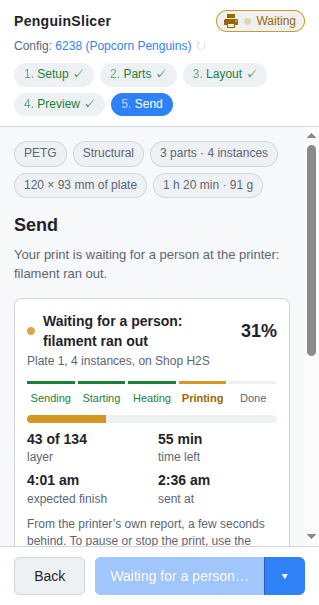 PenguinSlicer
Waiting
Config: 6238 (Popcorn Penguins)
1. Setup ✓
2. Parts ✓
3. Layout ✓
4. Preview ✓
5. Send
PETG
Structural
3 parts · 4 instances
120 × 93 mm of plate
1 h 20 min · 91 g
Send
Your print is waiting for a person at the printer:
filament ran out.
Waiting for a person:
filament ran out
31%
Plate 1, 4 instances, on Shop H2S
Sending
Starting
Heating
Printing
Done
43 of 134
layer
55 min
time left
4:01 am
expected finish
2:36 am
sent at
From the printer’s own report, a few seconds
behind. To pause or stop the print, use the
Back
Waiting for a person…